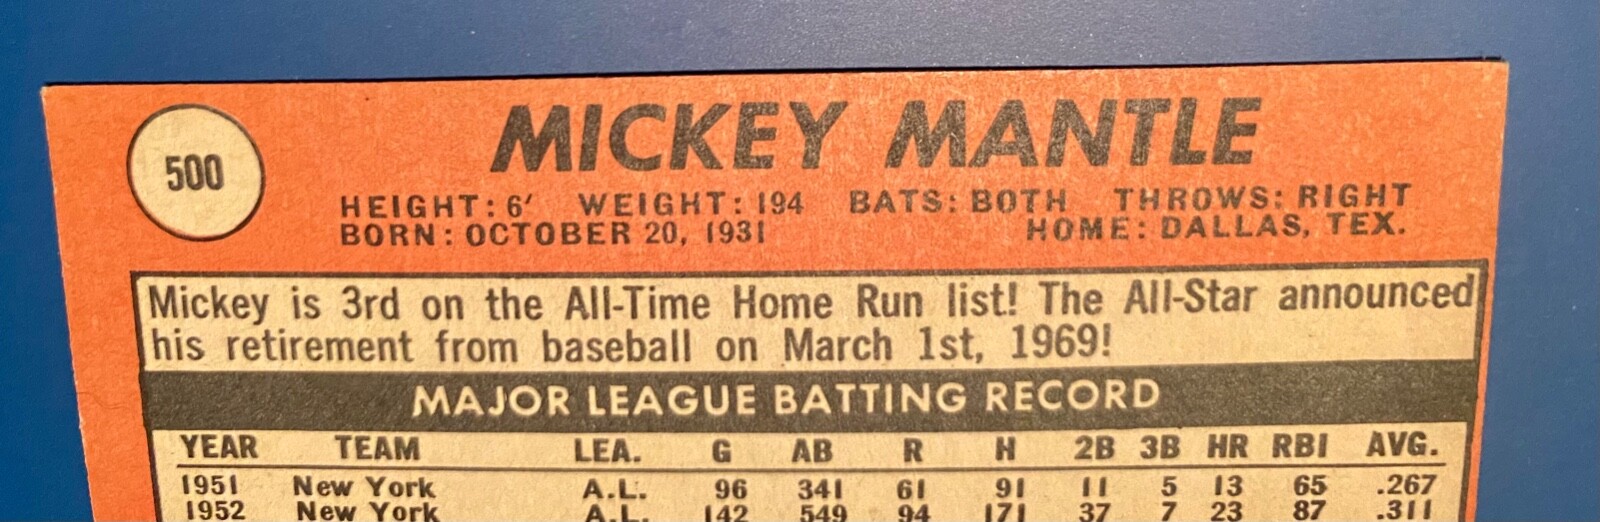 500
MICKEY MANTLE
HEIGHT: 6' WEIGHT: 194 BATS: BOTH THROWS: RIGHT
BORN: OCTOBER 20, 1931 HOME: DALLAS, TEX.
Mickey is 3rd on the All-Time Home Run list! The All-Star announced
his retirement from baseball on March 1st, 1969!
MAJOR LEAGUE BATTING RECORD
YEAR TEAM LEA. G AB R H 2B 3B HR RBI AVG.
1951 New York A.L. 96 341 61 91 11 5 13 65 .267
1952 New York A.L. 142 549 94 171 37 7 23 87 .311